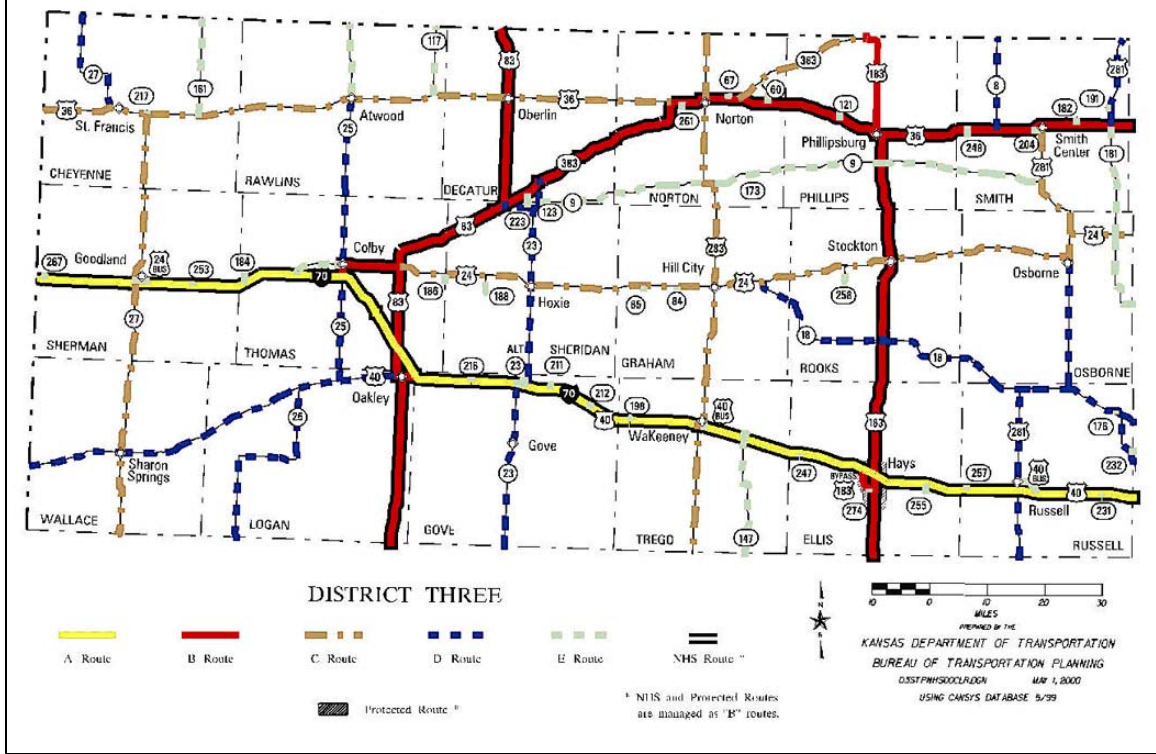 117
83
27
161
383
183
281
67
8
217
60
191
36
36
121
182
St. Francis
Atwood
Oberlin
261
Norton
36
25
Phillipsburg
248
204
Smith
Center
383
9
281
181
CHEYENNE
RAWLINS
DECATUR
NORTON
173
PHILLIPS
SMITH
223
123
9
83
23
24
Goodland
24
BUS
Colby
283
Stockton
267
253
184
Hill City
Osborne
70
24
24
186
188
Hoxie
85
84
258
83
27
25
18
SHERMAN
THOMAS
ALT
SHERIDAN
GRAHAM
ROOKS
18
OSBORNE
40
216
23
211
Oakley
70
212
198
40
BUS
40
WaKeeney
183
281
176
Sharon
Springs
Gove
Hays
232
247
BYPASS
183
257
40
BUS
40
23
274
255
Russell
231
WALLACE
LOGAN
GOVE
TREGO
147
ELLIS
RUSSELL
DISTRICT THREE
A Route
B Route
C Route
D Route
E Route
NHS Route *
Protected Route *
* NHS and Protected Routes
are managed as "B" routes.
N
S
10 0 10 20 30
MILES
PREPARED BY THE
KANSAS DEPARTMENT OF TRANSPORTATION
BUREAU OF TRANSPORTATION PLANNING
MAY 1, 2000
USING CANSYS DATABASE 5/99